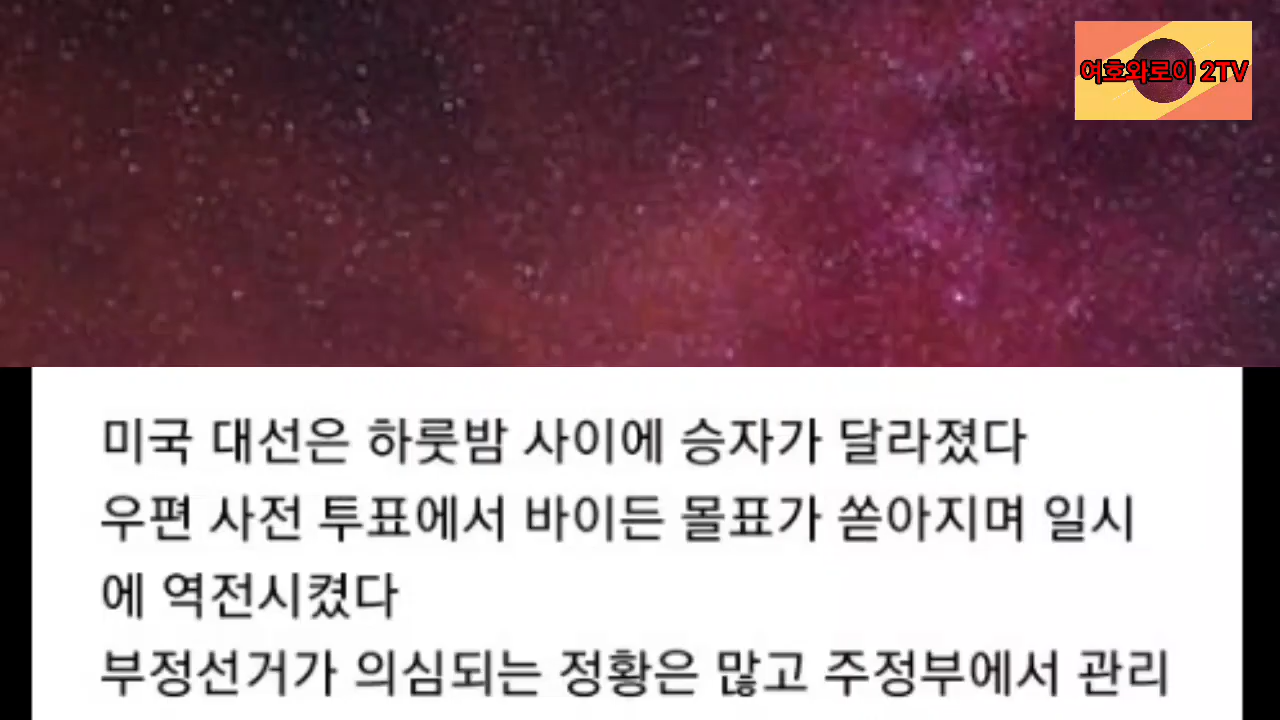 여호와로이 2TV
미국 대선은 하룻밤 사이에 승자가 달라졌다
우편 사전 투표에서 바이든 몰표가 쏟아지며 일시
에 역전시켰다
부정선거가 의심되는 정황은 많고 주정부에서 관리